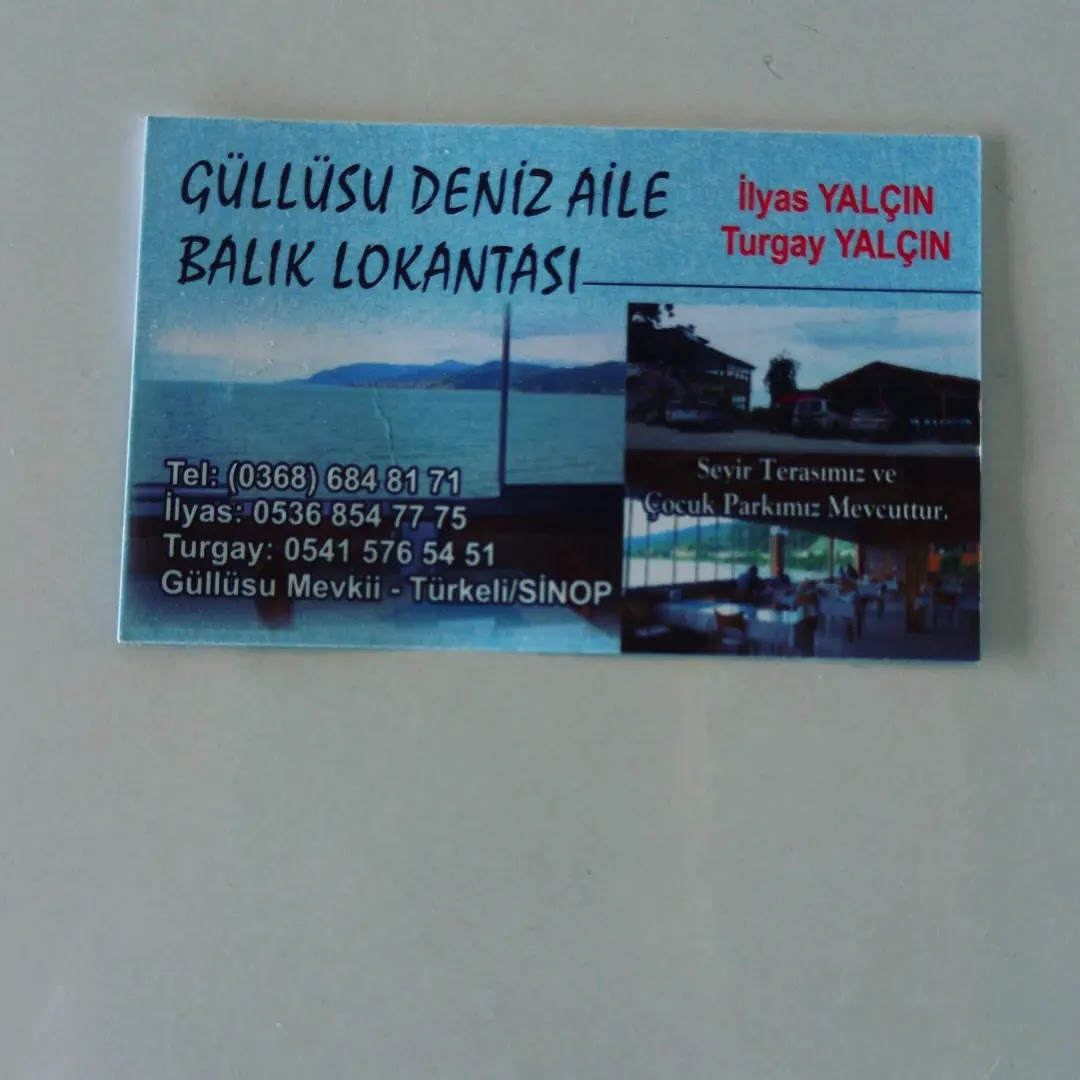 GÜLLÜSU DENİZ AİLE
BALIK LOKANTASI
İlyas YALÇIN
Turgay YALÇIN
Tel: (0368) 684 81 71
İlyas: 0536 854 77 75
Turgay: 0541 576 54 51
Güllüsu Mevkii - Türkeli/SİNOP
Seyir Terasımız ve
Çocuk Parkımız Mevcuttur.